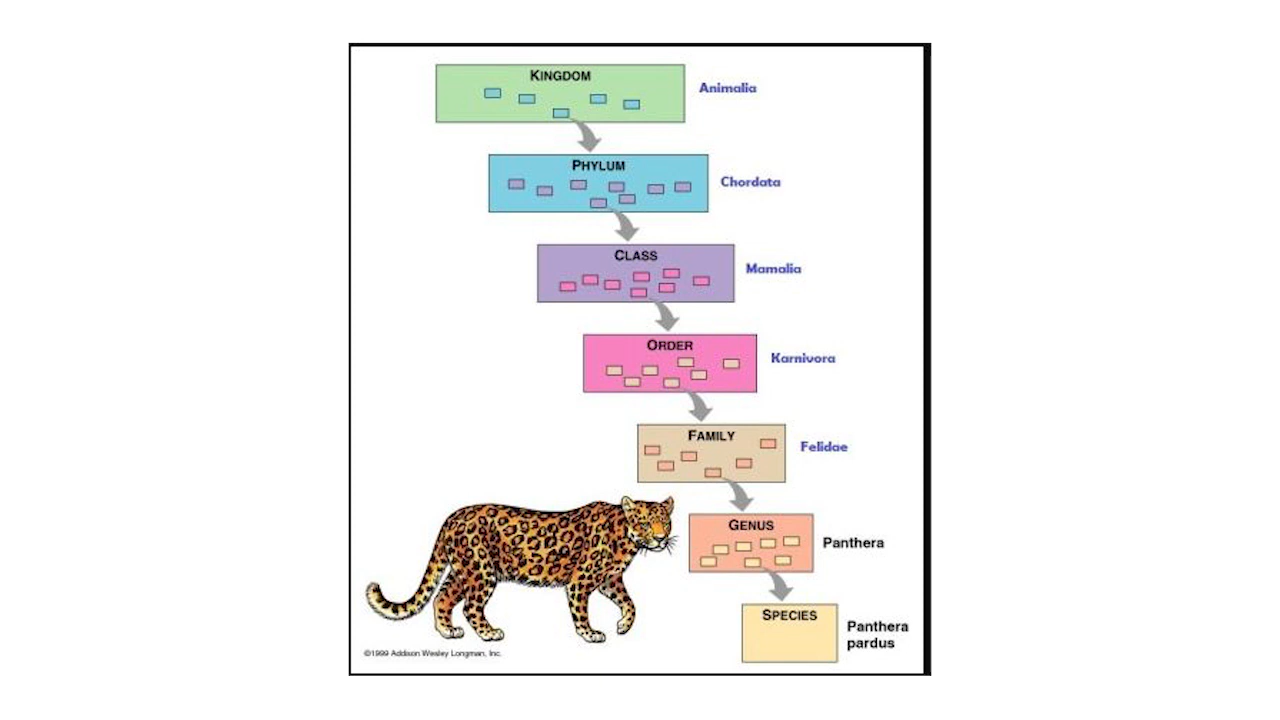 KINGDOM
Animalia
PHYLUM
Chordata
CLASS
Mamalia
ORDER
Karnivora
FAMILY
Felidae
GENUS
Panthera
SPECIES
Panthera
pardus
©1999 Addison Wesley Longman, Inc.